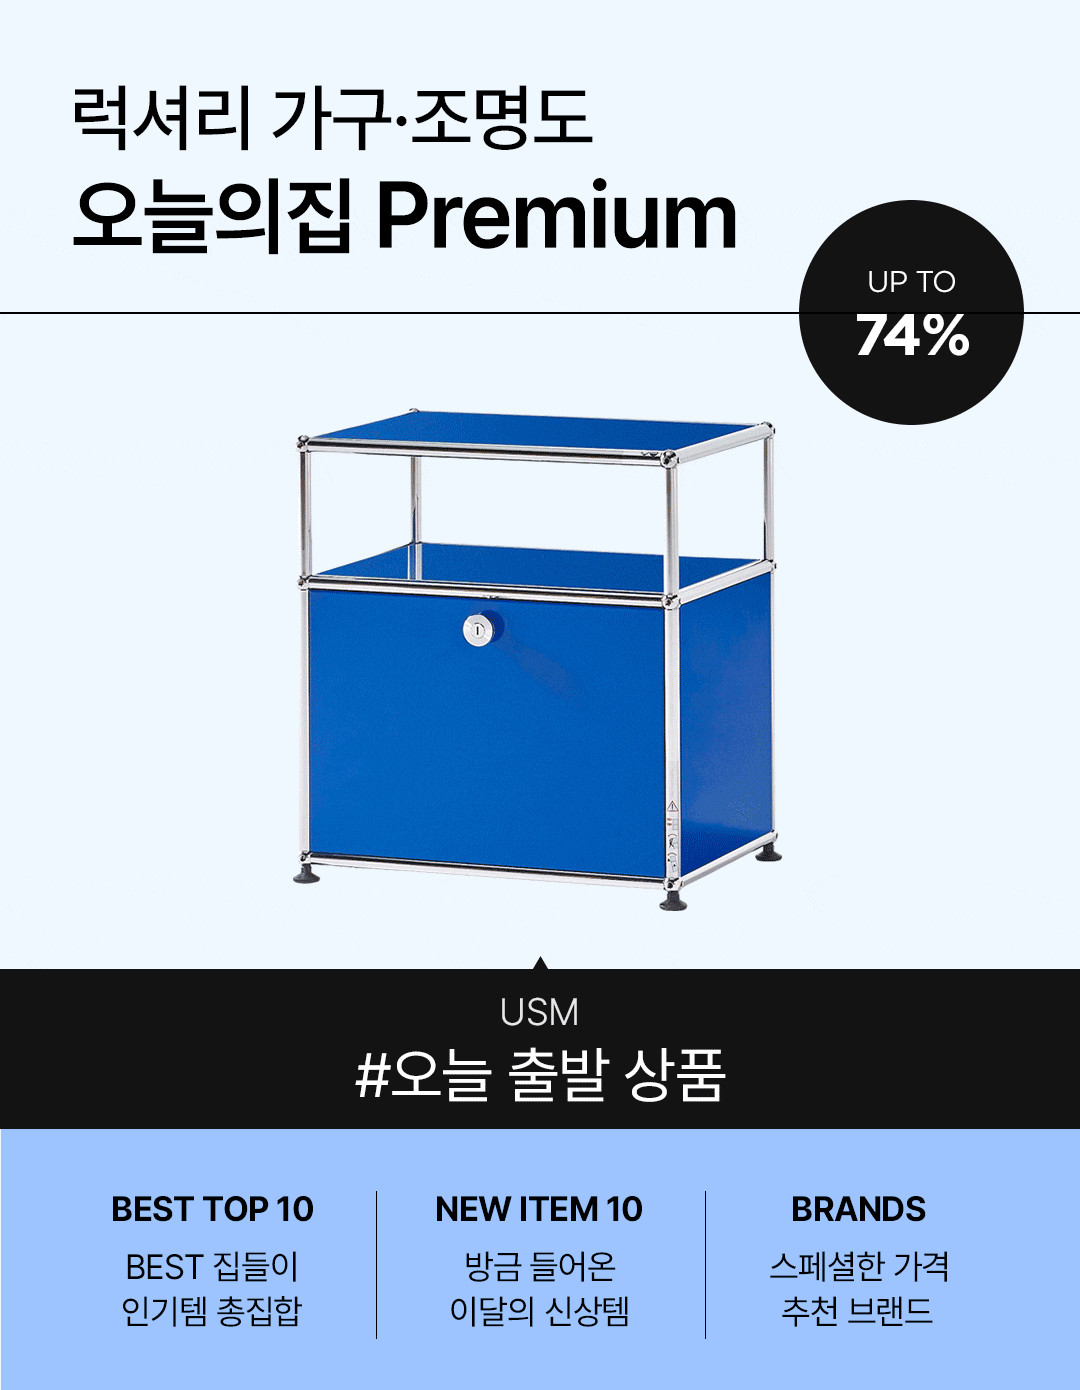 럭셔리 가구·조명도
오늘의집 Premium
UP TO
74%
USM
#오늘 출발 상품
BEST TOP 10
BEST 집들이
인기템 총집합
NEW ITEM 10
방금 들어온
이달의 신상템
BRANDS
스페셜한 가격
추천 브랜드